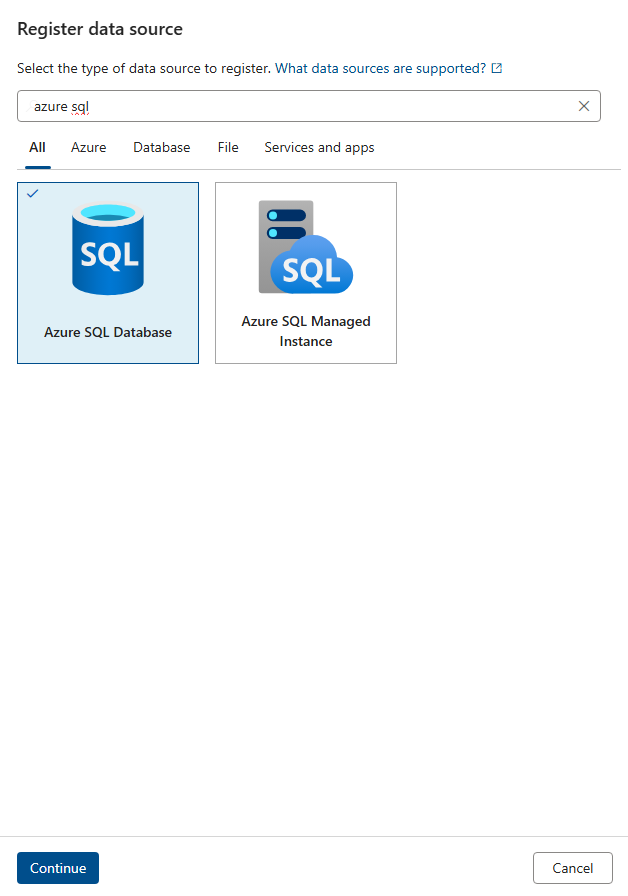 Register data source
Select the type of data source to register. What data sources are supported?
azure sql
All Azure Database File Services and apps
SQL
Azure SQL Database
SQL
Azure SQL Managed
Instance
Continue Cancel